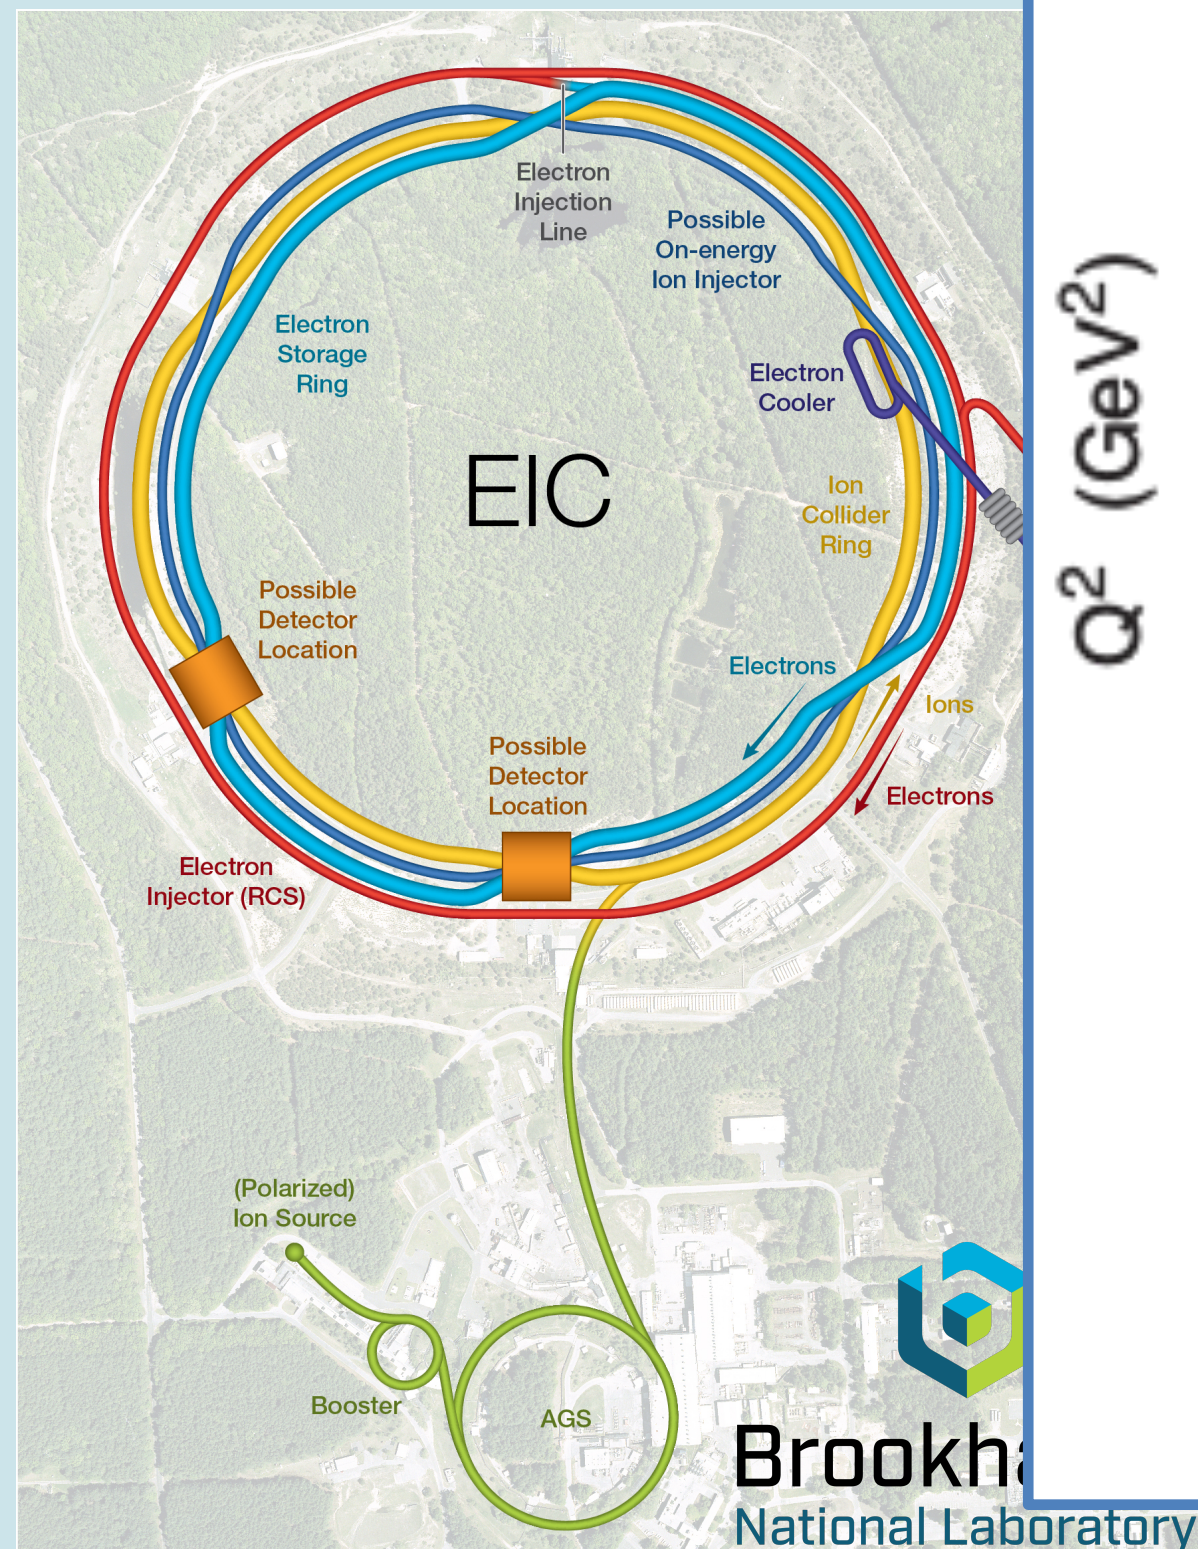 Electron
Injection
Line
Possible
On-energy
Ion Injector
Electron
Storage
Ring
Electron
Cooler
EIC
Ion
Collider
Ring
Q² (GeV²)
Possible
Detector
Location
Electrons
Ions
Possible
Detector
Location
Electrons
Electron
Injector (RCS)
(Polarized)
Ion Source
Booster
AGS
Brookh
National Laboratory